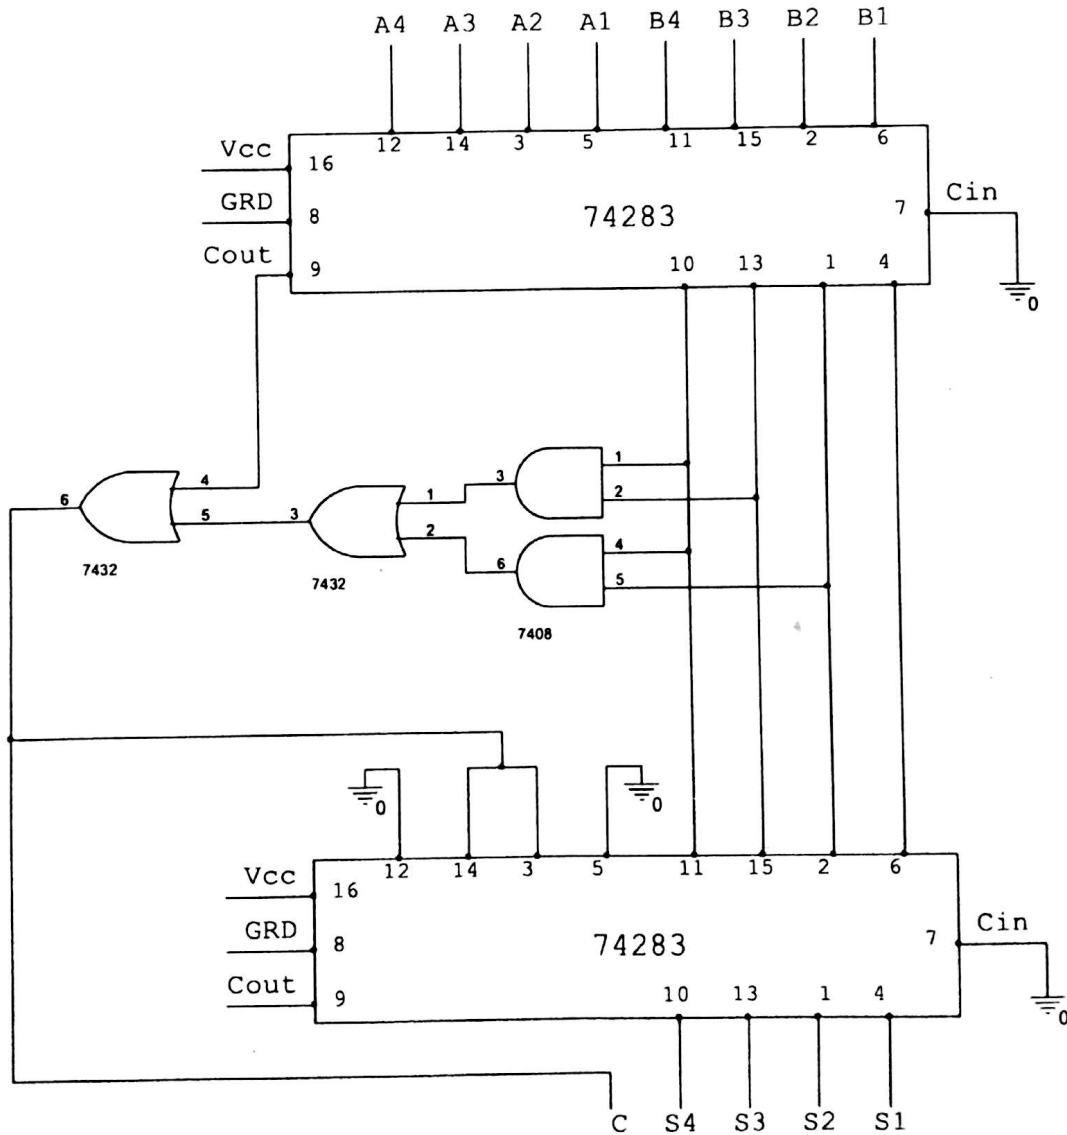 A4 A3 A2 A1 B4 B3 B2 B1
12 14 3 5 11 15 2 6
Vcc 16
GRD 8
74283
7 Cin
Cout 9
10 13 1 4
0
1
3
2
4
6
5
1
3
2
4
6
5
7432
7432
7408
0
0
12 14 3 5 11 15 2 6
Vcc 16
GRD 8
74283
7 Cin
Cout 9
10 13 1 4
0
C S4 S3 S2 S1